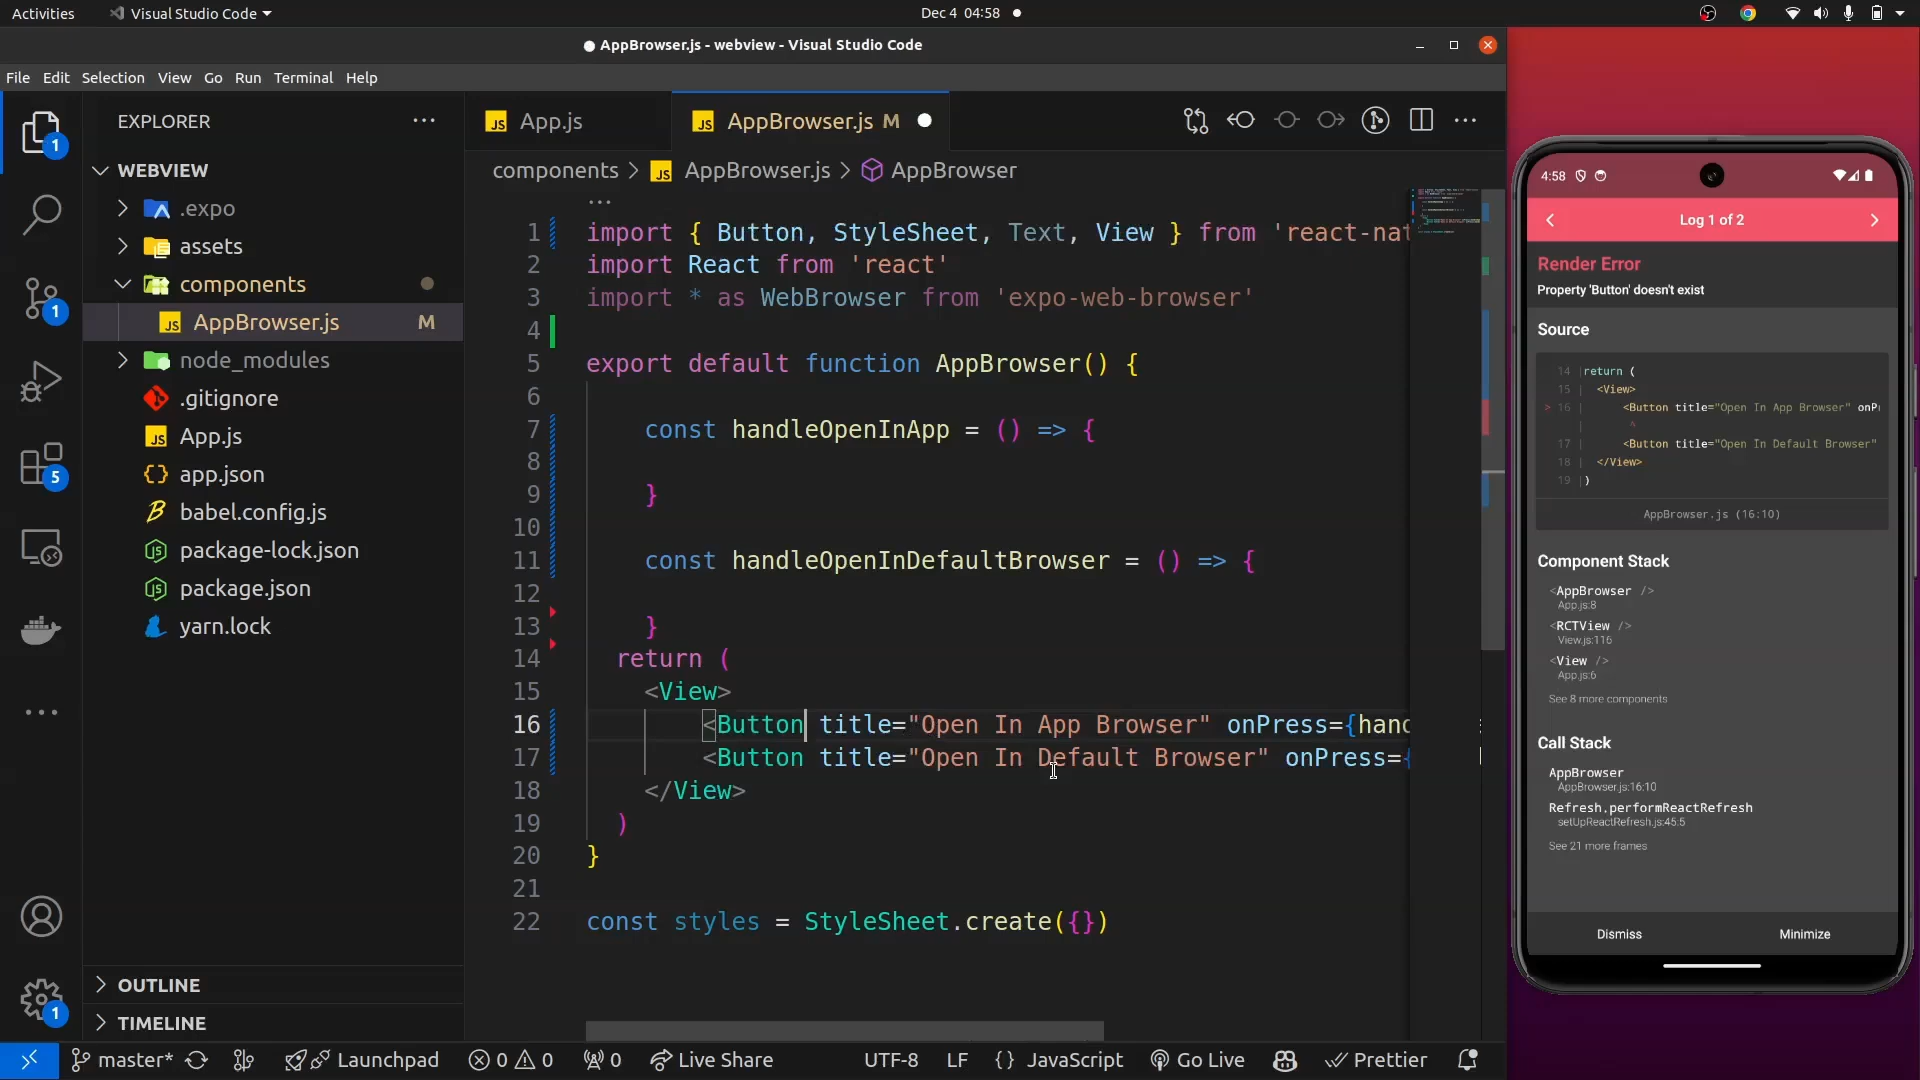 Activities
Visual Studio Code
Dec 4 04:58
AppBrowser.js - webview - Visual Studio Code
File Edit Selection View Go Run Terminal Help
EXPLORER
WEBVIEW
.expo
assets
components
AppBrowser.js M
node_modules
.gitignore
App.js
app.json
babel.config.js
package-lock.json
package.json
yarn.lock
OUTLINE
TIMELINE
1
1
5
1
App.js
AppBrowser.js M
components > AppBrowser.js > AppBrowser
1 import { Button, StyleSheet, Text, View } from 'react-nat
2 import React from 'react'
3 import * as WebBrowser from 'expo-web-browser'
4
5 export default function AppBrowser() {
6
7 const handleOpenInApp = () => {
8
9 }
10
11 const handleOpenInDefaultBrowser = () => {
12
13 }
14 return (
15 <View>
16 <Button title="Open In App Browser" onPress={hand
17 <Button title="Open In Default Browser" onPress={
18 </View>
19 )
20 }
21
22 const styles = StyleSheet.create({})
master*
Launchpad
0 0
0
Live Share
UTF-8
LF
{} JavaScript
Go Live
Prettier
4:58
Log 1 of 2
Render Error
Property 'Button' doesn't exist
Source
14 | return (
15 | <View>
> 16 | <Button title="Open In App Browser" onPr
| ^
17 | <Button title="Open In Default Browser"
18 | </View>
19 | )
AppBrowser.js (16:10)
Component Stack
<AppBrowser />
App.js:8
<RCTView />
View.js:116
<View />
App.js:6
See 8 more components
Call Stack
AppBrowser
AppBrowser.js:16:10
Refresh.performReactRefresh
setUpReactRefresh.js:45:5
See 21 more frames
Dismiss
Minimize